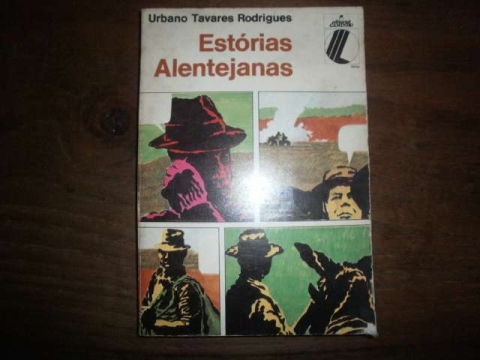 Urbano Tavares Rodrigues
Estórias
Alentejanas